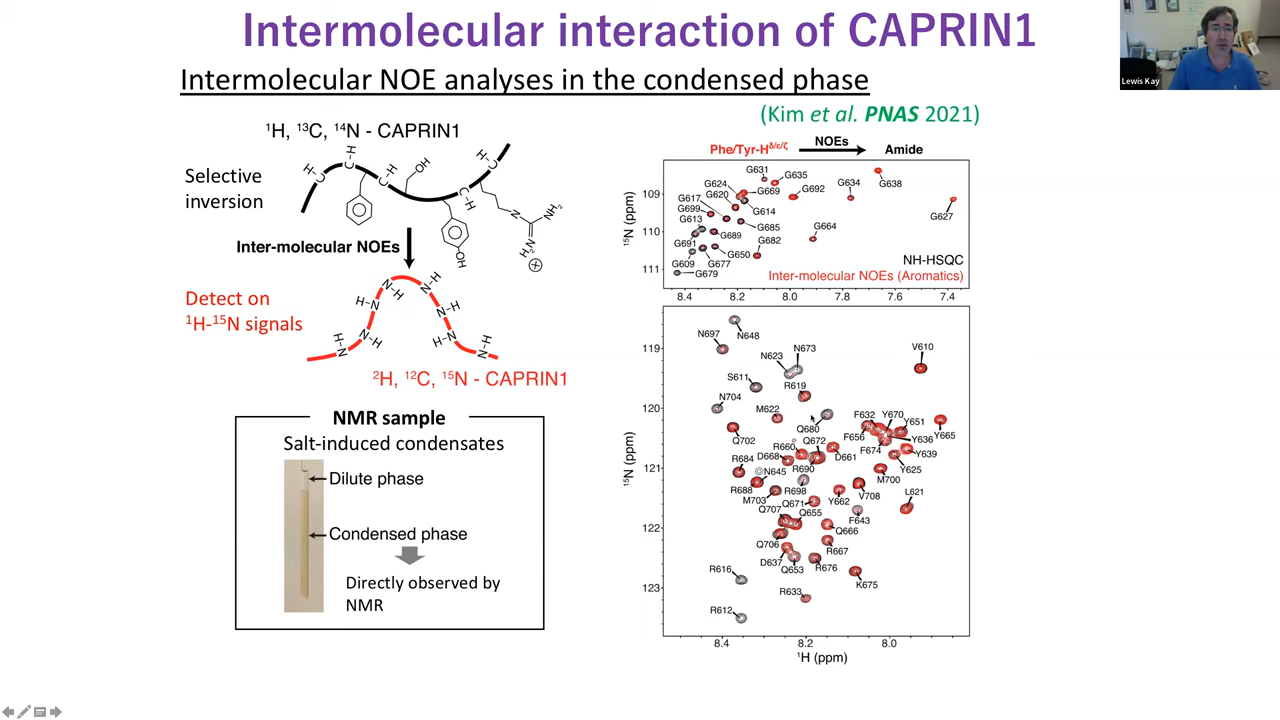 Intermolecular interaction of CAPRIN1
Lewis Kay
Intermolecular NOE analyses in the condensed phase
(Kim et al. PNAS 2021)
¹H, ¹³C, ¹⁴N - CAPRIN1
Selective
inversion
H
C
C-H
C-H
OH
C-H
H-C
N
NH₂
H₂N
OH
+
Inter-molecular NOEs
Detect on
¹H-¹⁵N signals
H-N
N-H
²H, ¹²C, ¹⁵N - CAPRIN1
NMR sample
Salt-induced condensates
Dilute phase
Condensed phase
Directly observed by
NMR
Phe/Tyr-Hδ/ε/ζ
NOEs
Amide
G631
G635
G638
G624
G669
G692
G634
G617
G620
G627
G699
G614
G613
G685
G664
G691
G689
G682
G609
G677
G650
G679
NH-HSQC
Inter-molecular NOEs (Aromatics)
109
110
111
¹⁵N (ppm)
8.4 8.2 8.0 7.8 7.6 7.4
N697
N648
N673
N623
V610
S611
R619
N704
M622
Q680
F632
Y670
Y651
Q702
R660
Q672
F656
Y636
Y665
R684
D668
D661
F674
Y639
N645
R690
Y625
R688
R698
M700
M703
Q671
Y662
V708
L621
Q707
Q655
F643
Q666
Q706
R667
D637
Q653
R676
R616
K675
R633
R612
119
120
121
122
123
¹⁵N (ppm)
8.4 8.2 8.0
¹H (ppm)